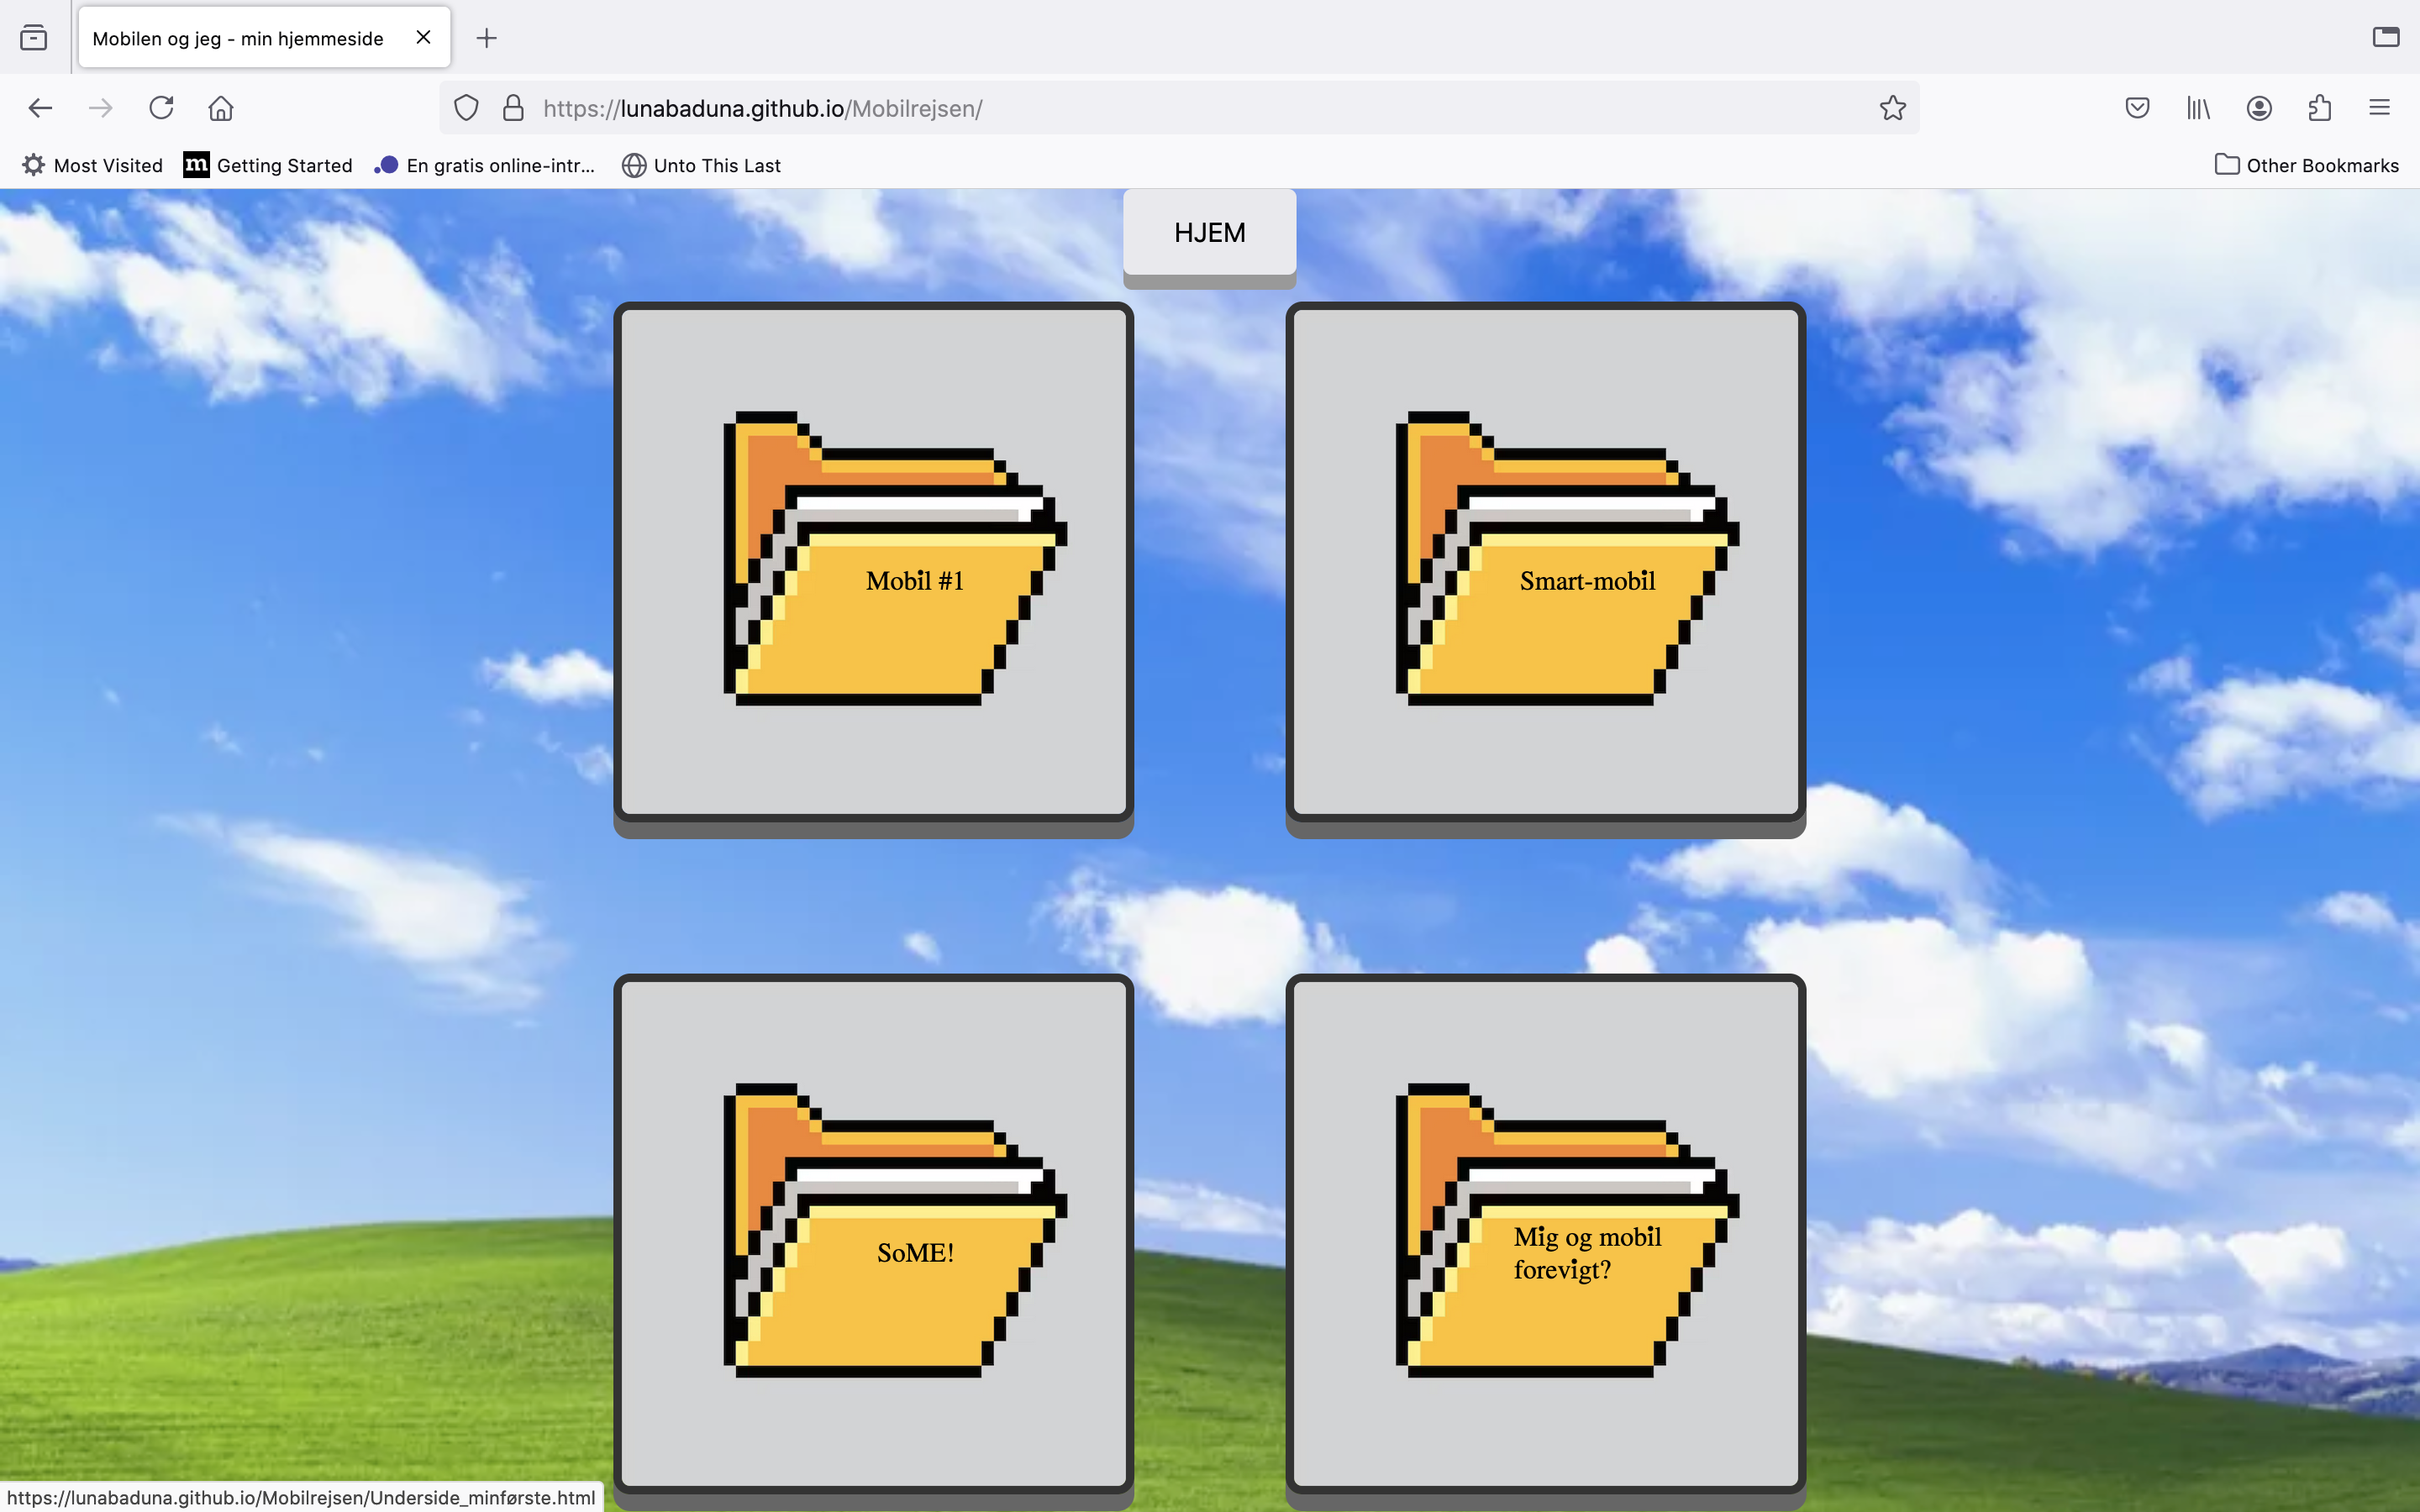 Mobilen og jeg - min hjemmeside
https://lunabaduna.github.io/Mobilrejsen/
Most Visited
m Getting Started
En gratis online-intr...
Unto This Last
Other Bookmarks
HJEM
Mobil #1
Smart-mobil
SoME!
Mig og mobil
forevigt?
https://lunabaduna.github.io/Mobilrejsen/Underside_minførste.html